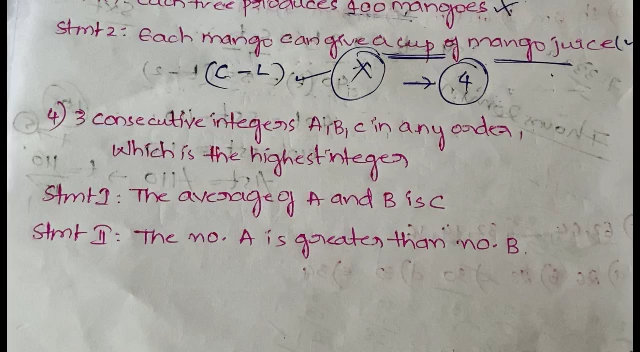 Each tree produces 400 mangoes X
Stmt 2: Each mango can give a cup of mango juice
(C-L) X → 4
4) 3 consecutive integers A,B,C in any order,
which is the highest integer
Stmt I: The average of A and B is C
Stmt II: The no. A is greater than no. B.